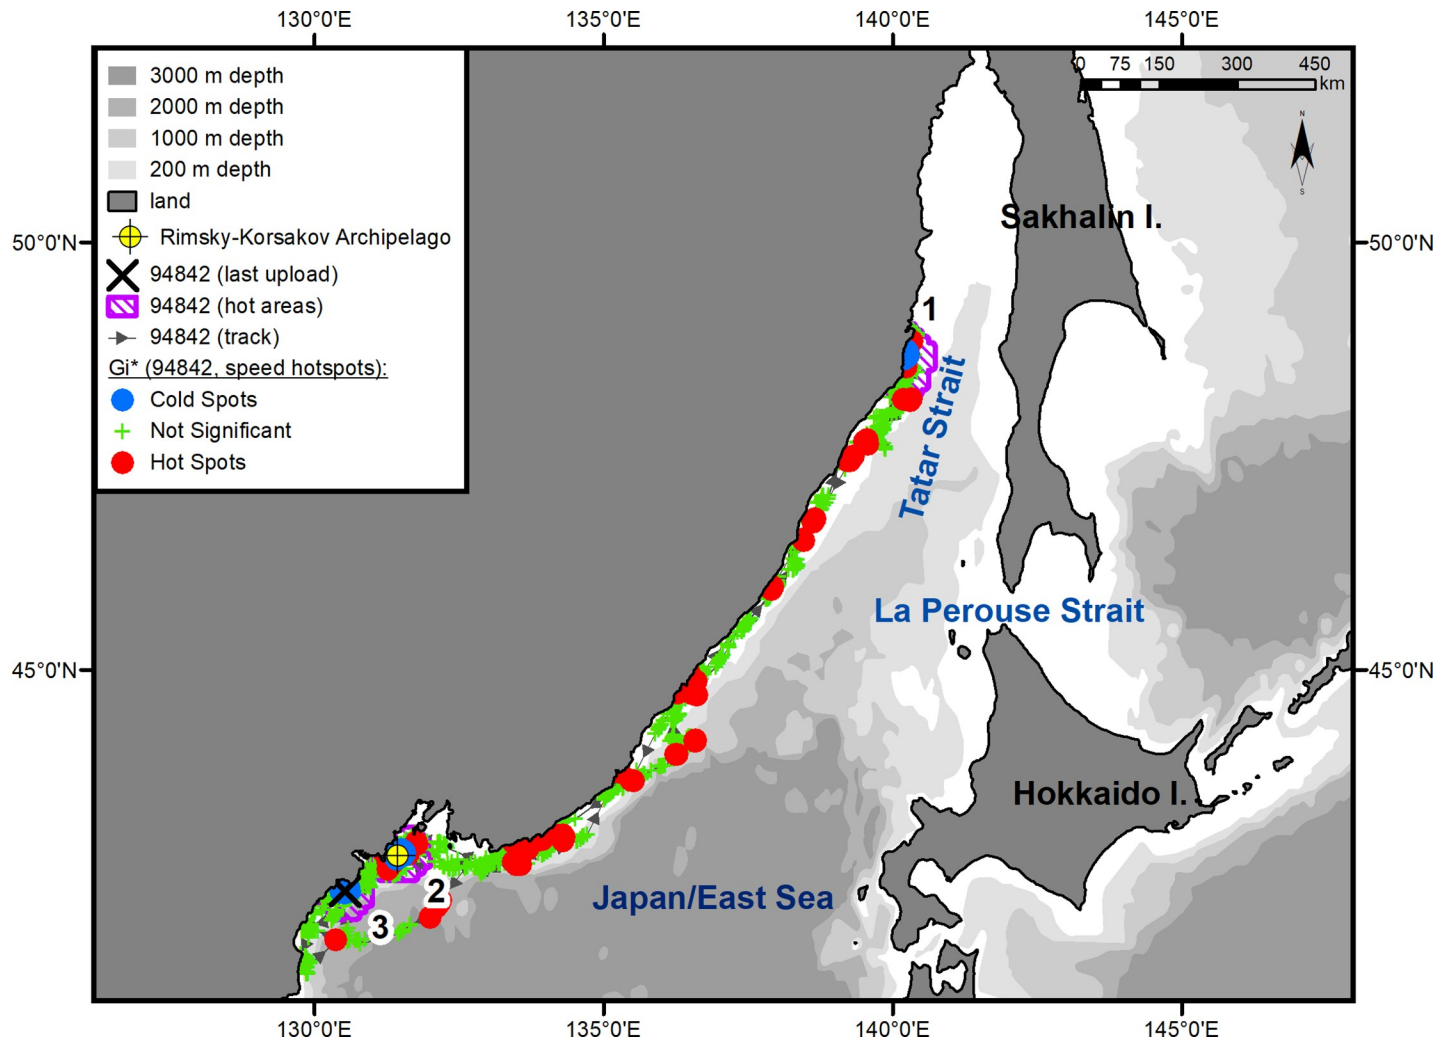 130°0'E 135°0'E 140°0'E 145°0'E
3000 m depth
2000 m depth
1000 m depth
200 m depth
land
Rimsky-Korsakov Archipelago
94842 (last upload)
94842 (hot areas)
94842 (track)
Gi* (94842, speed hotspots):
Cold Spots
Not Significant
Hot Spots
0 75 150 300 450
km
N
S
Sakhalin I.
50°0'N 50°0'N
1
Tatar Strait
La Perouse Strait
45°0'N 45°0'N
Hokkaido I.
Japan/East Sea
2
3
130°0'E 135°0'E 140°0'E 145°0'E